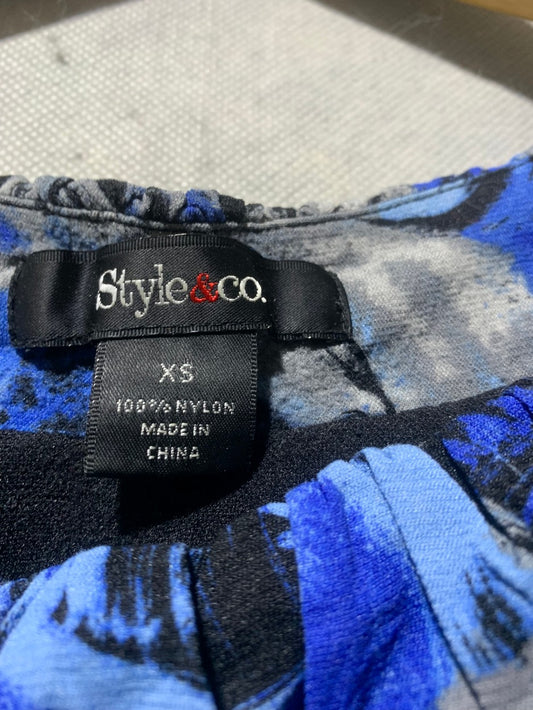 Style&co.
XS
100% NYLON
MADE IN
CHINA